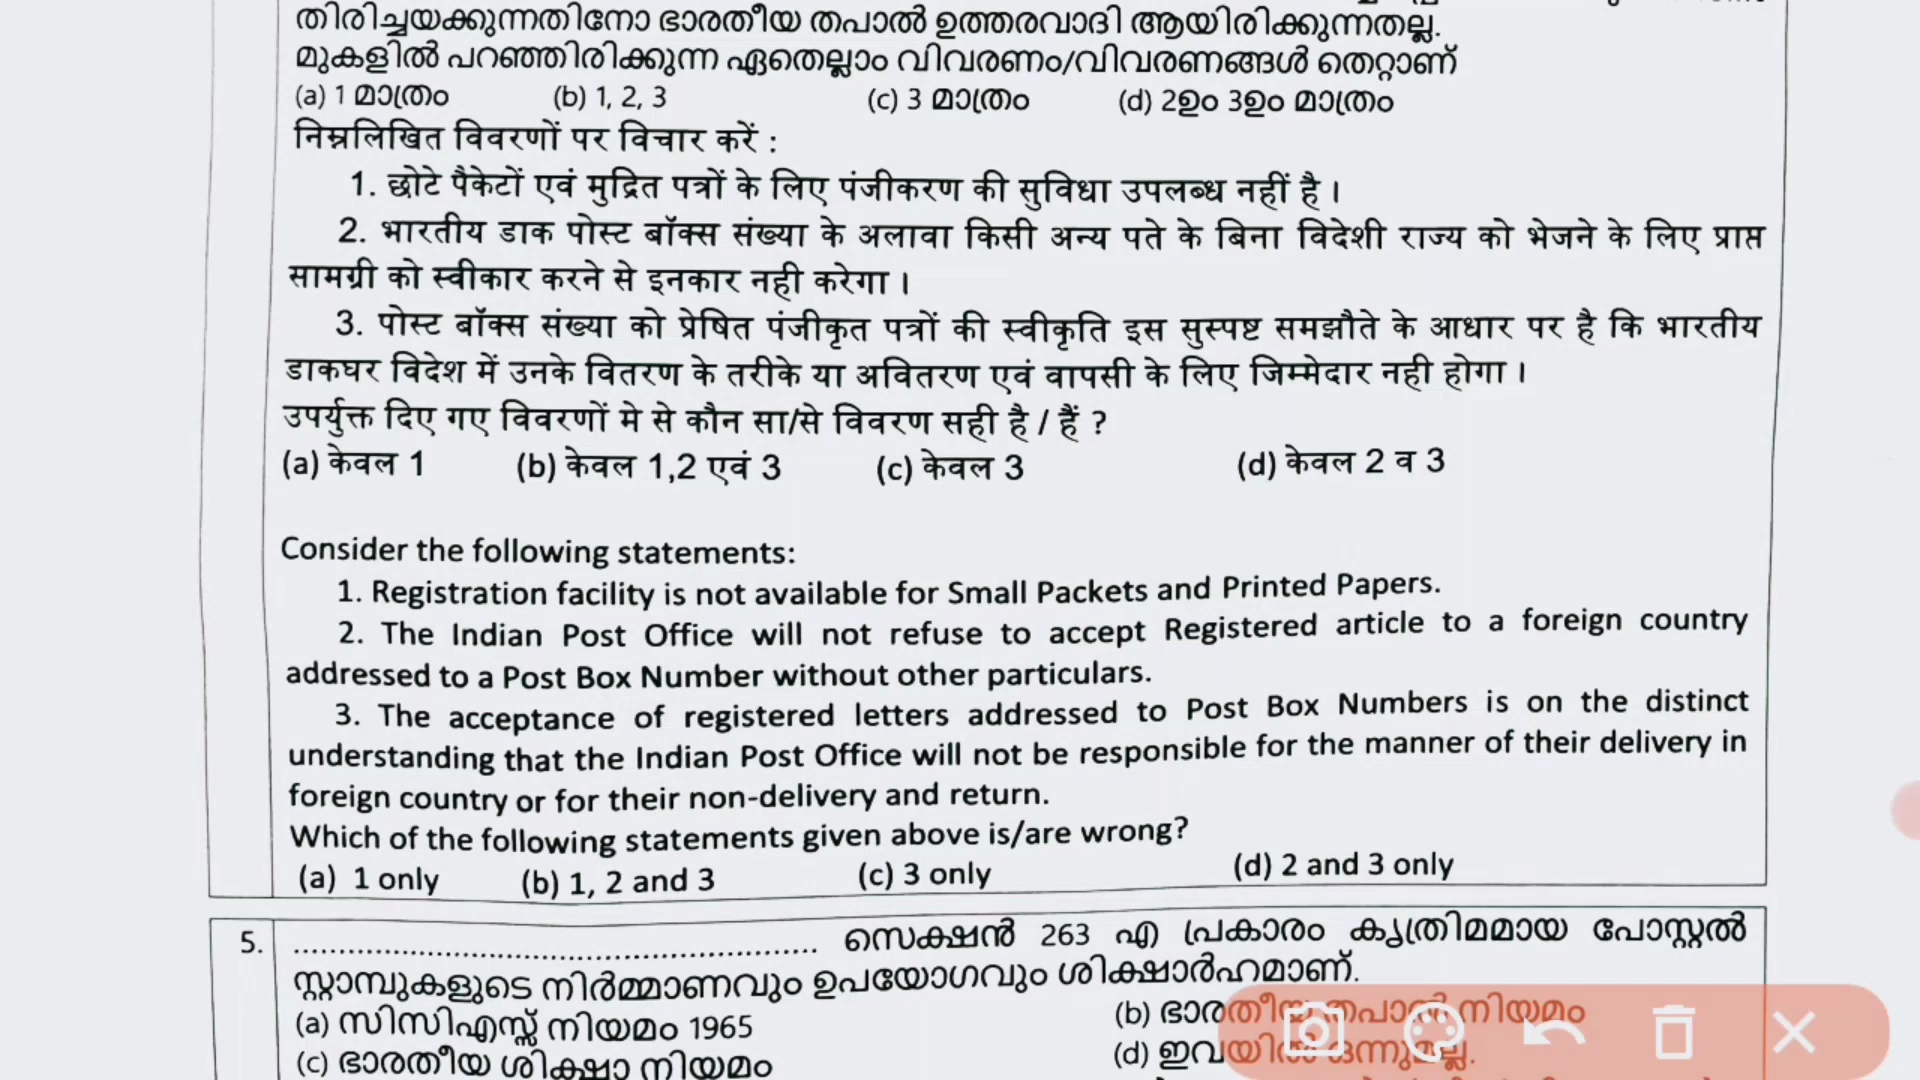 തിരിച്ചയക്കുന്നതിനോ ഭാരതീയ തപാൽ ഉത്തരവാദി ആയിരിക്കുന്നതല്ല.
മുകളിൽ പറഞ്ഞിരിക്കുന്ന ഏതെല്ലാം വിവരണം/വിവരണങ്ങൾ തെറ്റാണ്
(a) 1 മാത്രം (b) 1, 2, 3 (c) 3 മാത്രം (d) 2ഉം 3ഉം മാത്രം
निम्नलिखित विवरणों पर विचार करें :
1. छोटे पैकेटों एवं मुद्रित पत्रों के लिए पंजीकरण की सुविधा उपलब्ध नहीं है ।
2. भारतीय डाक पोस्ट बॉक्स संख्या के अलावा किसी अन्य पते के बिना विदेशी राज्य को भेजने के लिए प्राप्त
सामग्री को स्वीकार करने से इनकार नही करेगा ।
3. पोस्ट बॉक्स संख्या को प्रेषित पंजीकृत पत्रों की स्वीकृति इस सुस्पष्ट समझौते के आधार पर है कि भारतीय
डाकघर विदेश में उनके वितरण के तरीके या अवितरण एवं वापसी के लिए जिम्मेदार नही होगा ।
उपर्युक्त दिए गए विवरणों मे से कौन सा/से विवरण सही है / हैं ?
(a) केवल 1 (b) केवल 1,2 एवं 3 (c) केवल 3 (d) केवल 2 व 3
Consider the following statements:
1. Registration facility is not available for Small Packets and Printed Papers.
2. The Indian Post Office will not refuse to accept Registered article to a foreign country
addressed to a Post Box Number without other particulars.
3. The acceptance of registered letters addressed to Post Box Numbers is on the distinct
understanding that the Indian Post Office will not be responsible for the manner of their delivery in
foreign country or for their non-delivery and return.
Which of the following statements given above is/are wrong?
(a) 1 only (b) 1, 2 and 3 (c) 3 only (d) 2 and 3 only
5. ........................................................ സെക്ഷൻ 263 എ പ്രകാരം കൃത്രിമമായ പോസ്റ്റൽ
സ്റ്റാമ്പുകളുടെ നിർമ്മാണവും ഉപയോഗവും ശിക്ഷാർഹമാണ്.
(a) സിസിഎസ്സ് നിയമം 1965 (b) ഭാരതീയ തപാൽ നിയമം
(c) ഭാരതീയ ശിക്ഷാ നിയമം (d) ഇവയിൽ ഒന്നുമല്ല.